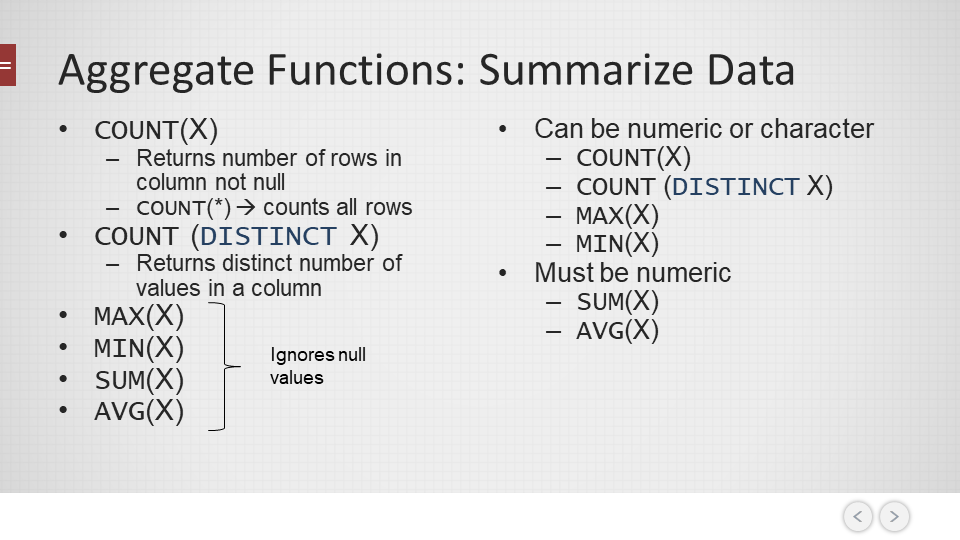 Aggregate Functions: Summarize Data
• COUNT(X)
– Returns number of rows in
column not null
– COUNT(*) → counts all rows
• COUNT (DISTINCT X)
– Returns distinct number of
values in a column
• MAX(X)
• MIN(X)
• SUM(X)
• AVG(X)
Ignores null
values
• Can be numeric or character
– COUNT(X)
– COUNT (DISTINCT X)
– MAX(X)
– MIN(X)
• Must be numeric
– SUM(X)
– AVG(X)